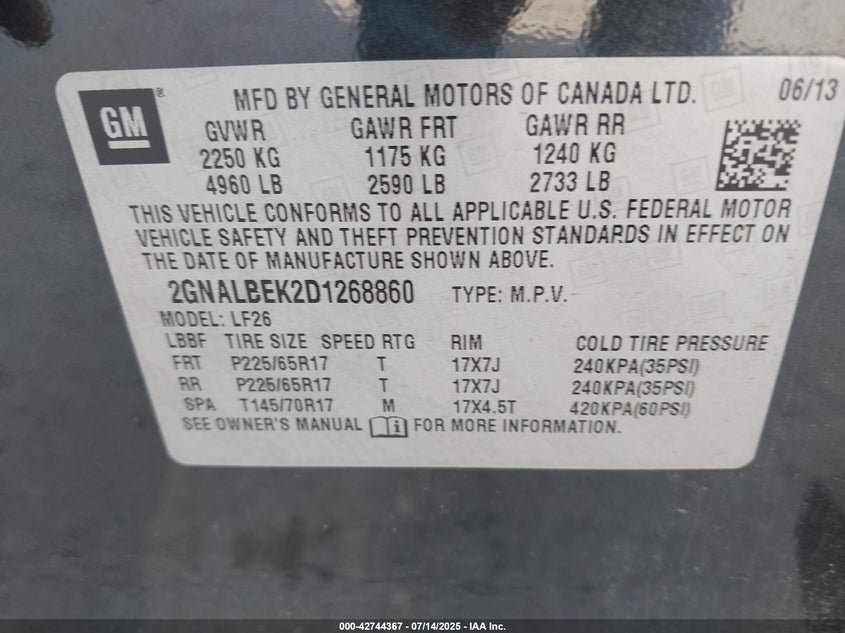 GM ® MFD BY GENERAL MOTORS OF CANADA LTD. 06/13
GVWR GAWR FRT GAWR RR
2250 KG 1175 KG 1240 KG
4960 LB 2590 LB 2733 LB
THIS VEHICLE CONFORMS TO ALL APPLICABLE U.S. FEDERAL MOTOR
VEHICLE SAFETY AND THEFT PREVENTION STANDARDS IN EFFECT ON
THE DATE OF MANUFACTURE SHOWN ABOVE.
2GNALBEK2D1268860 TYPE: M.P.V.
MODEL: LF26
LBBF TIRE SIZE SPEED RTG RIM COLD TIRE PRESSURE
FRT P225/65R17 T 17X7J 240KPA(35PSI)
RR P225/65R17 T 17X7J 240KPA(35PSI)
SPA T145/70R17 M 17X4.5T 420KPA(60PSI)
SEE OWNER'S MANUAL i FOR MORE INFORMATION.
000-42744367 - 07/14/2025 - IAA Inc.